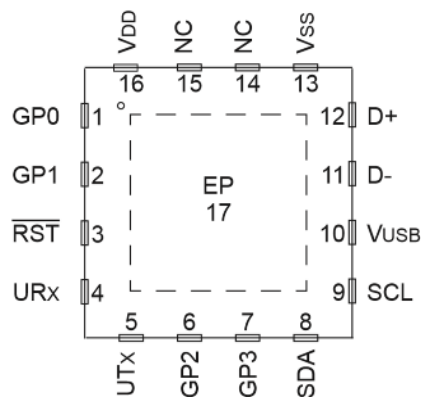 VDD NC NC VSS
16 15 14 13
GP0 1 12 D+
GP1 2 EP 11 D-
17
RST 3 10 VUSB
URx 4 9 SCL
5 6 7 8
UTx GP2 GP3 SDA